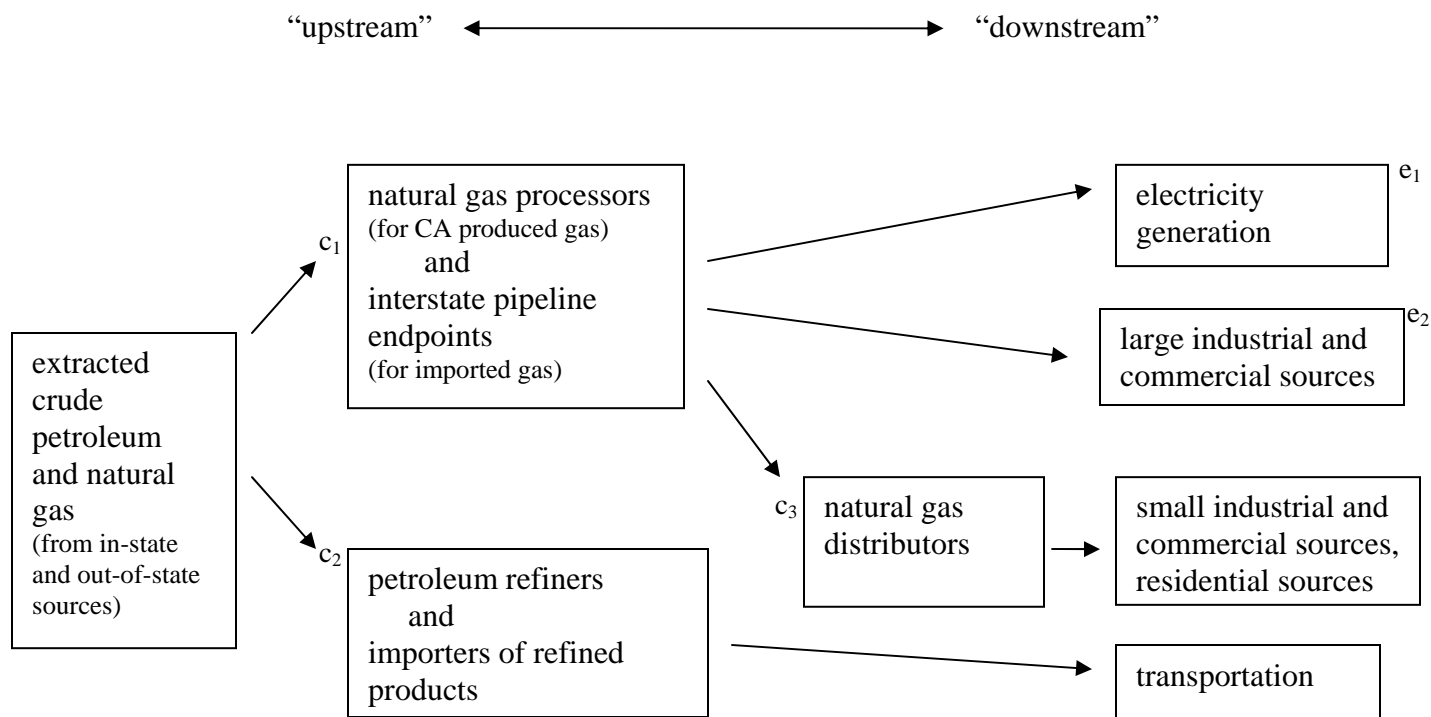 “upstream” “downstream”
extracted
crude
petroleum
and natural
gas
(from in-state
and out-of-state
sources)
c₁
natural gas processors
(for CA produced gas)
and
interstate pipeline
endpoints
(for imported gas)
c₂
petroleum refiners
and
importers of refined
products
c₃
natural gas
distributors
e₁
electricity
generation
e₂
large industrial and
commercial sources
small industrial and
commercial sources,
residential sources
transportation